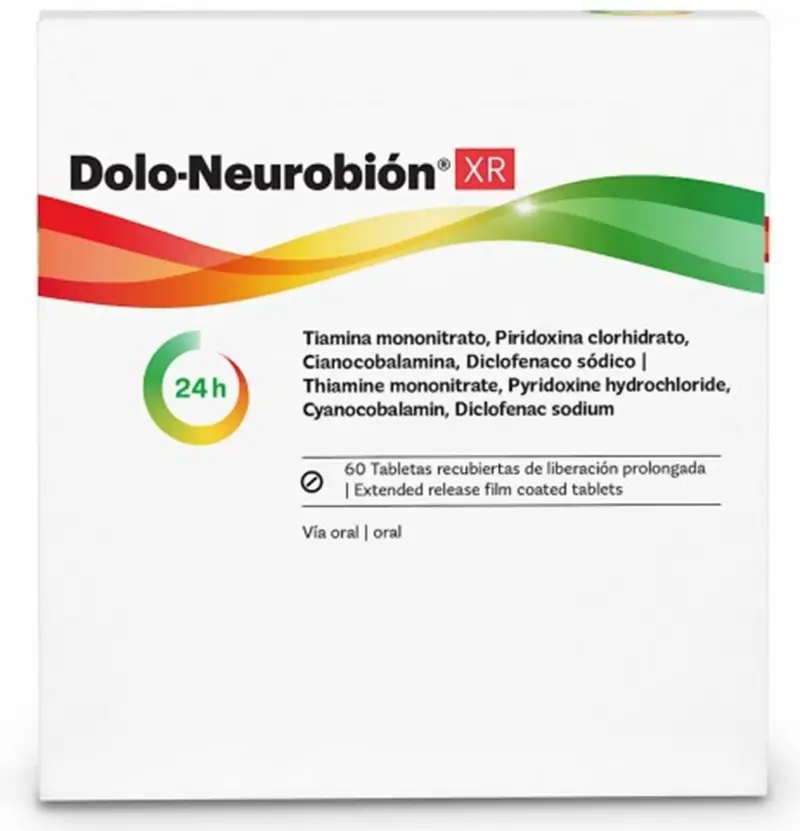 Dolo-Neurobión® XR
24h
Tiamina mononitrato, Piridoxina clorhidrato,
Cianocobalamina, Diclofenaco sódico |
Thiamine mononitrate, Pyridoxine hydrochloride,
Cyanocobalamin, Diclofenac sodium
60 Tabletas recubiertas de liberación prolongada
| Extended release film coated tablets
Vía oral | oral